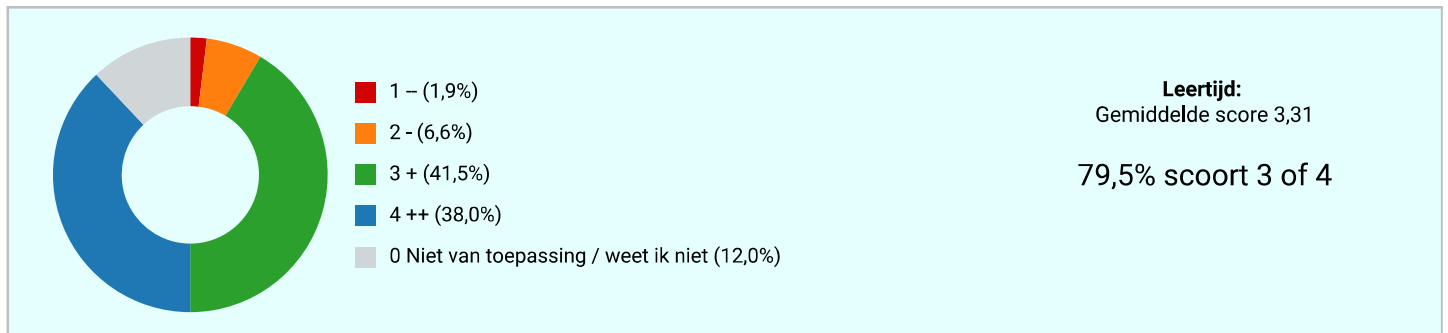 1 -- (1,9%)
2 - (6,6%)
3 + (41,5%)
4 ++ (38,0%)
0 Niet van toepassing / weet ik niet (12,0%)
Leertijd:
Gemiddelde score 3,31
79,5% scoort 3 of 4